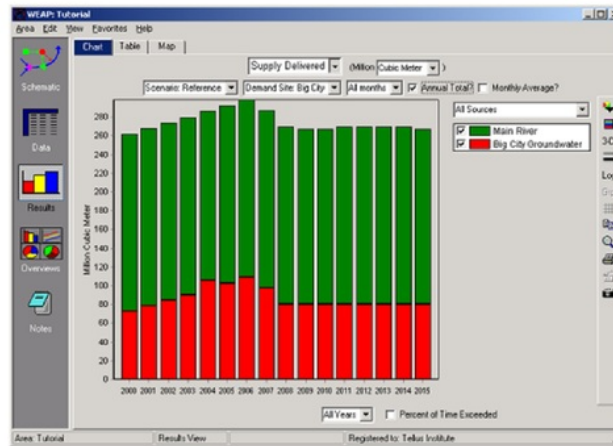 WEAP: Tutorial
Area Edit View Favorites Help
Chart Table Map
Supply Delivered (Million Cubic Meter )
Scenario: Reference Demand Site: Big City All months Annual Total? Monthly Average?
All Sources
Main River
Big City Groundwater
Schematic
Data
Results
Overviews
Notes
Million Cubic Meter
280
260
240
220
200
180
160
140
120
100
80
60
40
20
0
2000 2001 2002 2003 2004 2005 2006 2007 2008 2009 2010 2011 2012 2013 2014 2015
All Years Percent of Time Exceeded
3-D
Log
Area: Tutorial Results View Registered to: Tellus Institute